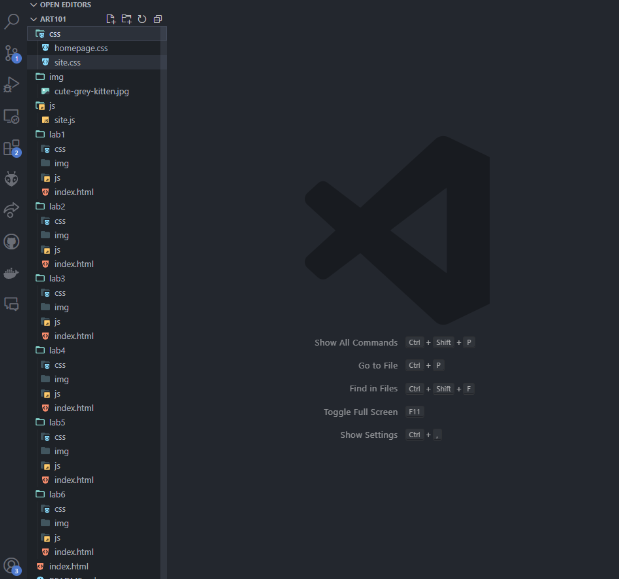 OPEN EDITORS
ART101
css
homepage.css
site.css
1
img
cute-grey-kitten.jpg
js
site.js
lab1
css
2
img
js
index.html
lab2
css
img
js
index.html
lab3
css
img
js
index.html
lab4
css
img
js
index.html
lab5
css
img
js
index.html
lab6
css
img
js
index.html
index.html
3
Show All Commands Ctrl + Shift + P
Go to File Ctrl + P
Find in Files Ctrl + Shift + F
Toggle Full Screen F11
Show Settings Ctrl + ,